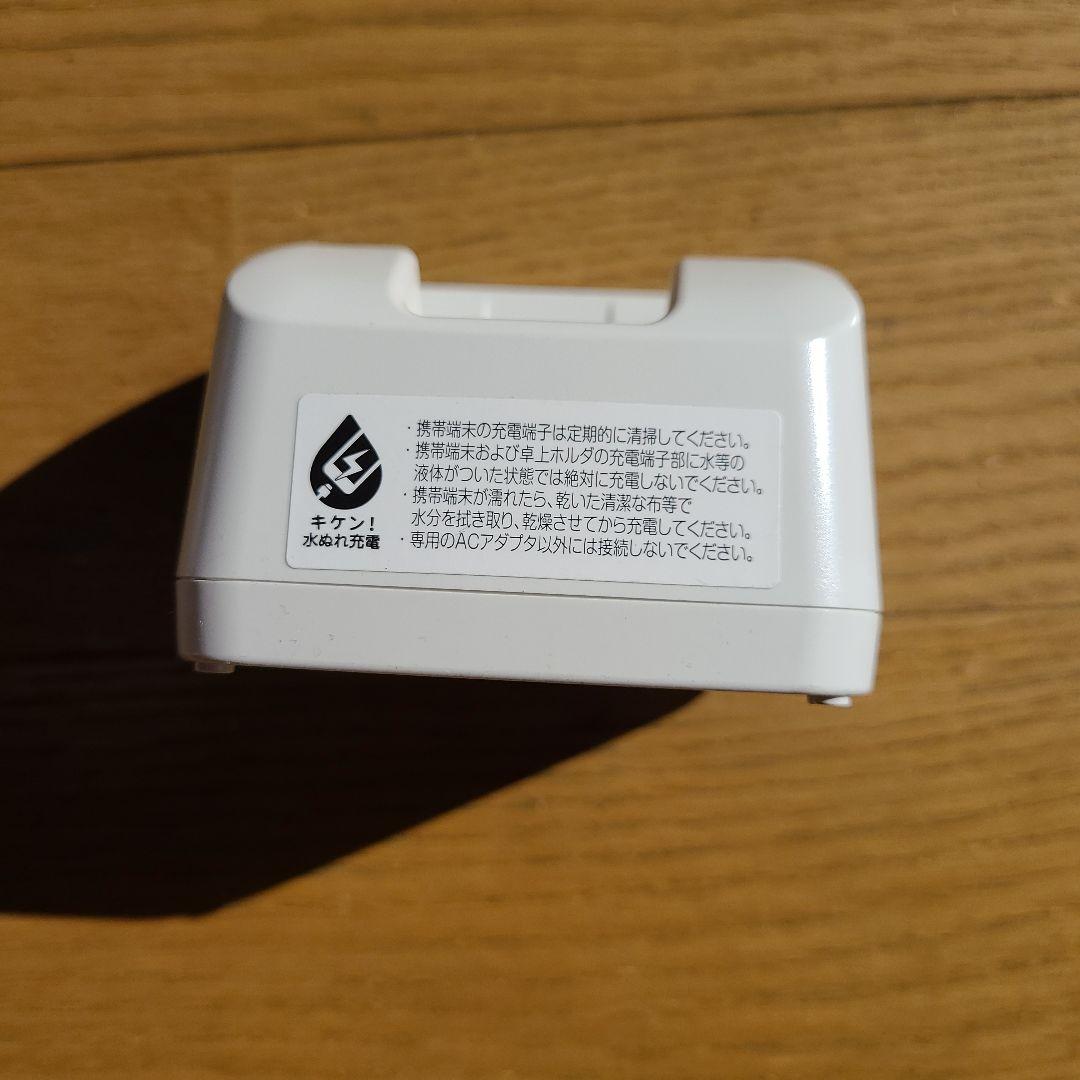 ・携帯端末の充電端子は定期的に清掃してください。
・携帯端末および卓上ホルダの充電端子部に水等の
液体がついた状態では絶対に充電しないでください。
・携帯端末が濡れたら、乾いた清潔な布等で
水分を拭き取り、乾燥させてから充電してください。
・専用のACアダプタ以外には接続しないでください。
キケン！
水ぬれ充電